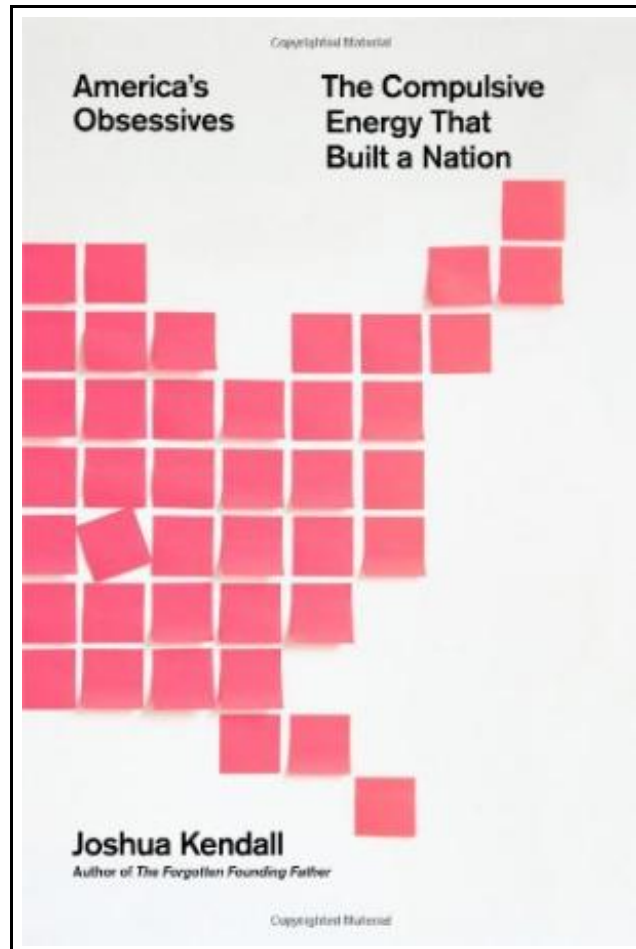 Copyrighted Material
America's
Obsessives
The Compulsive
Energy That
Built a Nation
Joshua Kendall
Author of The Forgotten Founding Father
Copyrighted Material